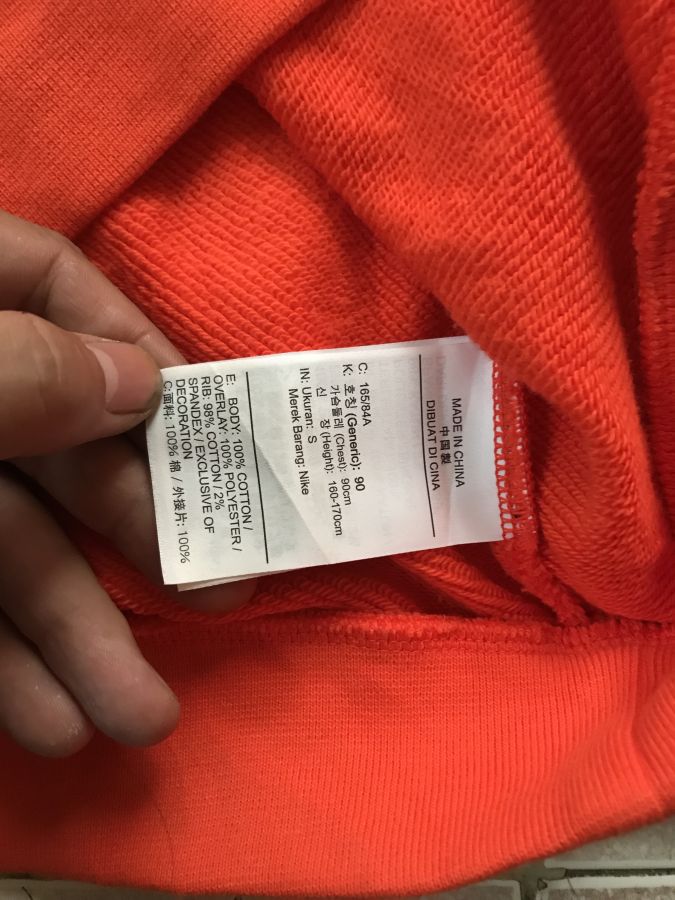 MADE IN CHINA
中国製
DIBUAT DI CINA
C: 165/84A
K: 호칭 (Generic): 90
가슴둘레 (Chest): 90cm
신 장 (Height): 160-170cm
IN: Ukuran: S
Merek Barang: Nike
E: BODY: 100% COTTON /
OVERLAY: 100% POLYESTER /
RIB: 98% COTTON / 2%
SPANDEX / EXCLUSIVE OF
DECORATION
C:面料: 100% 棉 / 外接片: 100%